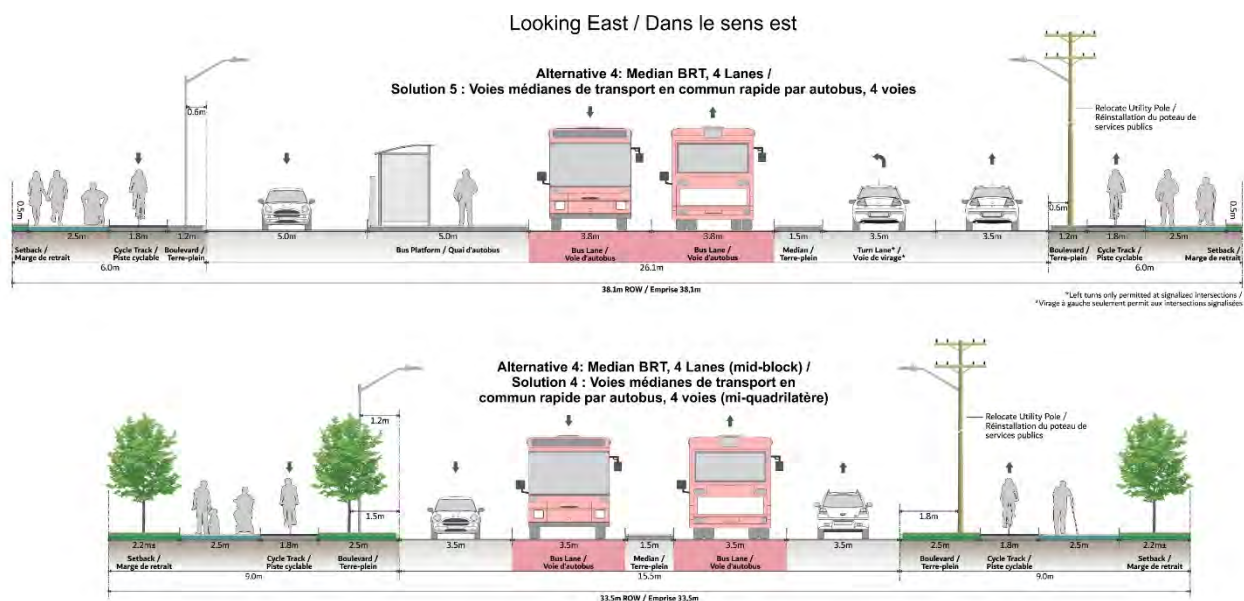 Looking East / Dans le sens est
Alternative 4: Median BRT, 4 Lanes /
Solution 5 : Voies médianes de transport en commun rapide par autobus, 4 voies
0.6m
Relocate Utility Pole /
Réinstallation du poteau de
services publics
0.6m
0.5m
0.5m
2.5m
1.8m
1.2m
5.0m
5.0m
3.8m
3.8m
1.5m
3.5m
3.5m
1.2m
1.8m
2.5m
Setback /
Marge de retrait
Cycle Track /
Piste cyclable
Boulevard /
Terre-plein
Bus Platform / Quai d'autobus
Bus Lane /
Voie d'autobus
Bus Lane /
Voie d'autobus
Median /
Terre-plein
Turn Lane* /
Voie de virage*
Boulevard /
Terre-plein
Cycle Track /
Piste cyclable
Setback /
Marge de retrait
6.0m
26.1m
6.0m
38.1m ROW / Emprise 38,1m
*Left turns only permitted at signalized intersections /
*Virage à gauche seulement permit aux intersections signalisées
Alternative 4: Median BRT, 4 Lanes (mid-block) /
Solution 4 : Voies médianes de transport en
commun rapide par autobus, 4 voies (mi-quadrilatère)
Relocate Utility Pole /
Réinstallation du poteau de
services publics
1.2m
1.5m
1.8m
2.2m±
2.5m
1.8m
2.5m
3.5m
3.5m
1.5m
3.5m
3.5m
2.5m
1.8m
2.5m
2.2m±
Setback /
Marge de retrait
Cycle Track /
Piste cyclable
Boulevard /
Terre-plein
Bus Lane /
Voie d'autobus
Median /
Terre-plein
Bus Lane /
Voie d'autobus
Boulevard /
Terre-plein
Cycle Track /
Piste cyclable
Setback /
Marge de retrait
9.0m
15.5m
9.0m
33.5m ROW / Emprise 33,5m